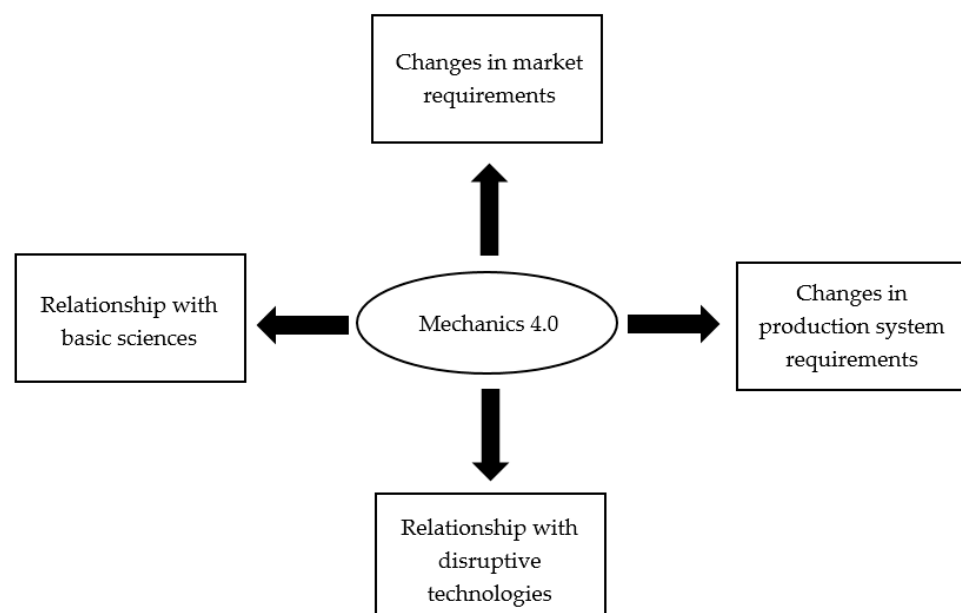 Changes in market
requirements
Relationship with
basic sciences
Mechanics 4.0
Changes in
production system
requirements
Relationship with
disruptive
technologies